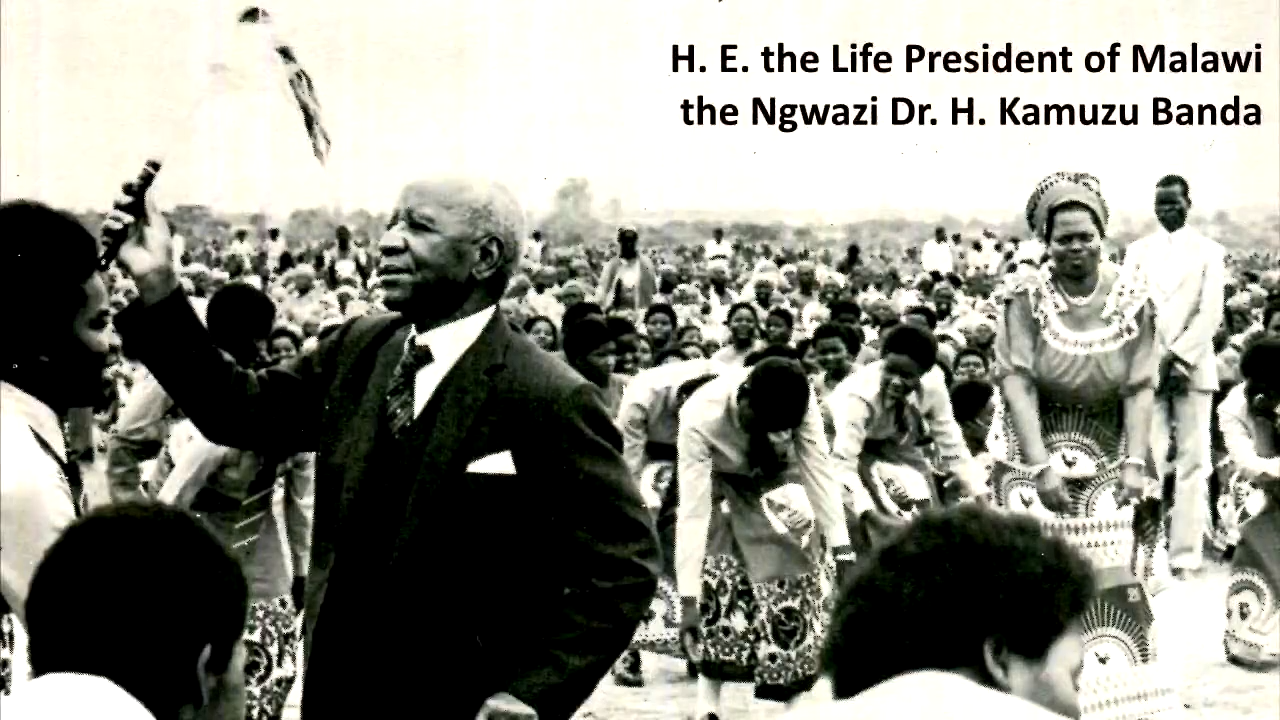 H. E. the Life President of Malawi
the Ngwazi Dr. H. Kamuzu Banda